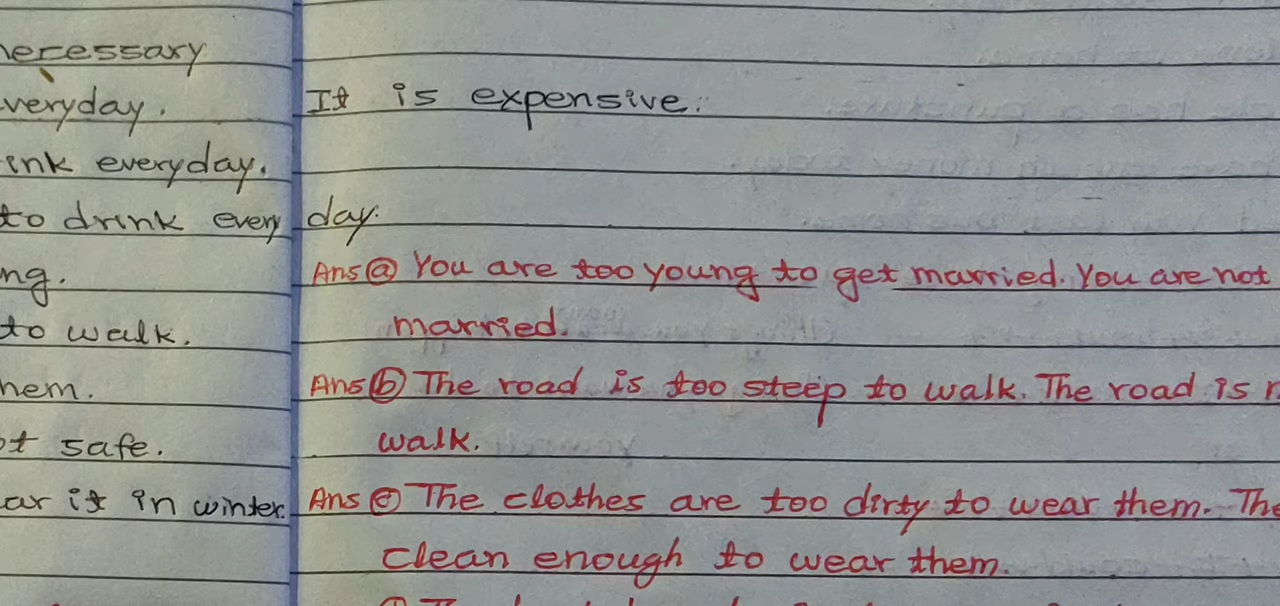 necessary
everyday.
ink everyday.
to drink every day.
ng.
to walk.
hem.
ot safe.
ar it in winter.
It is expensive.
Ans (a) You are too young to get married. You are not
married.
Ans (b) The road is too steep to walk. The road is
walk.
Ans (c) The clothes are too dirty to wear them. The
clean enough to wear them.